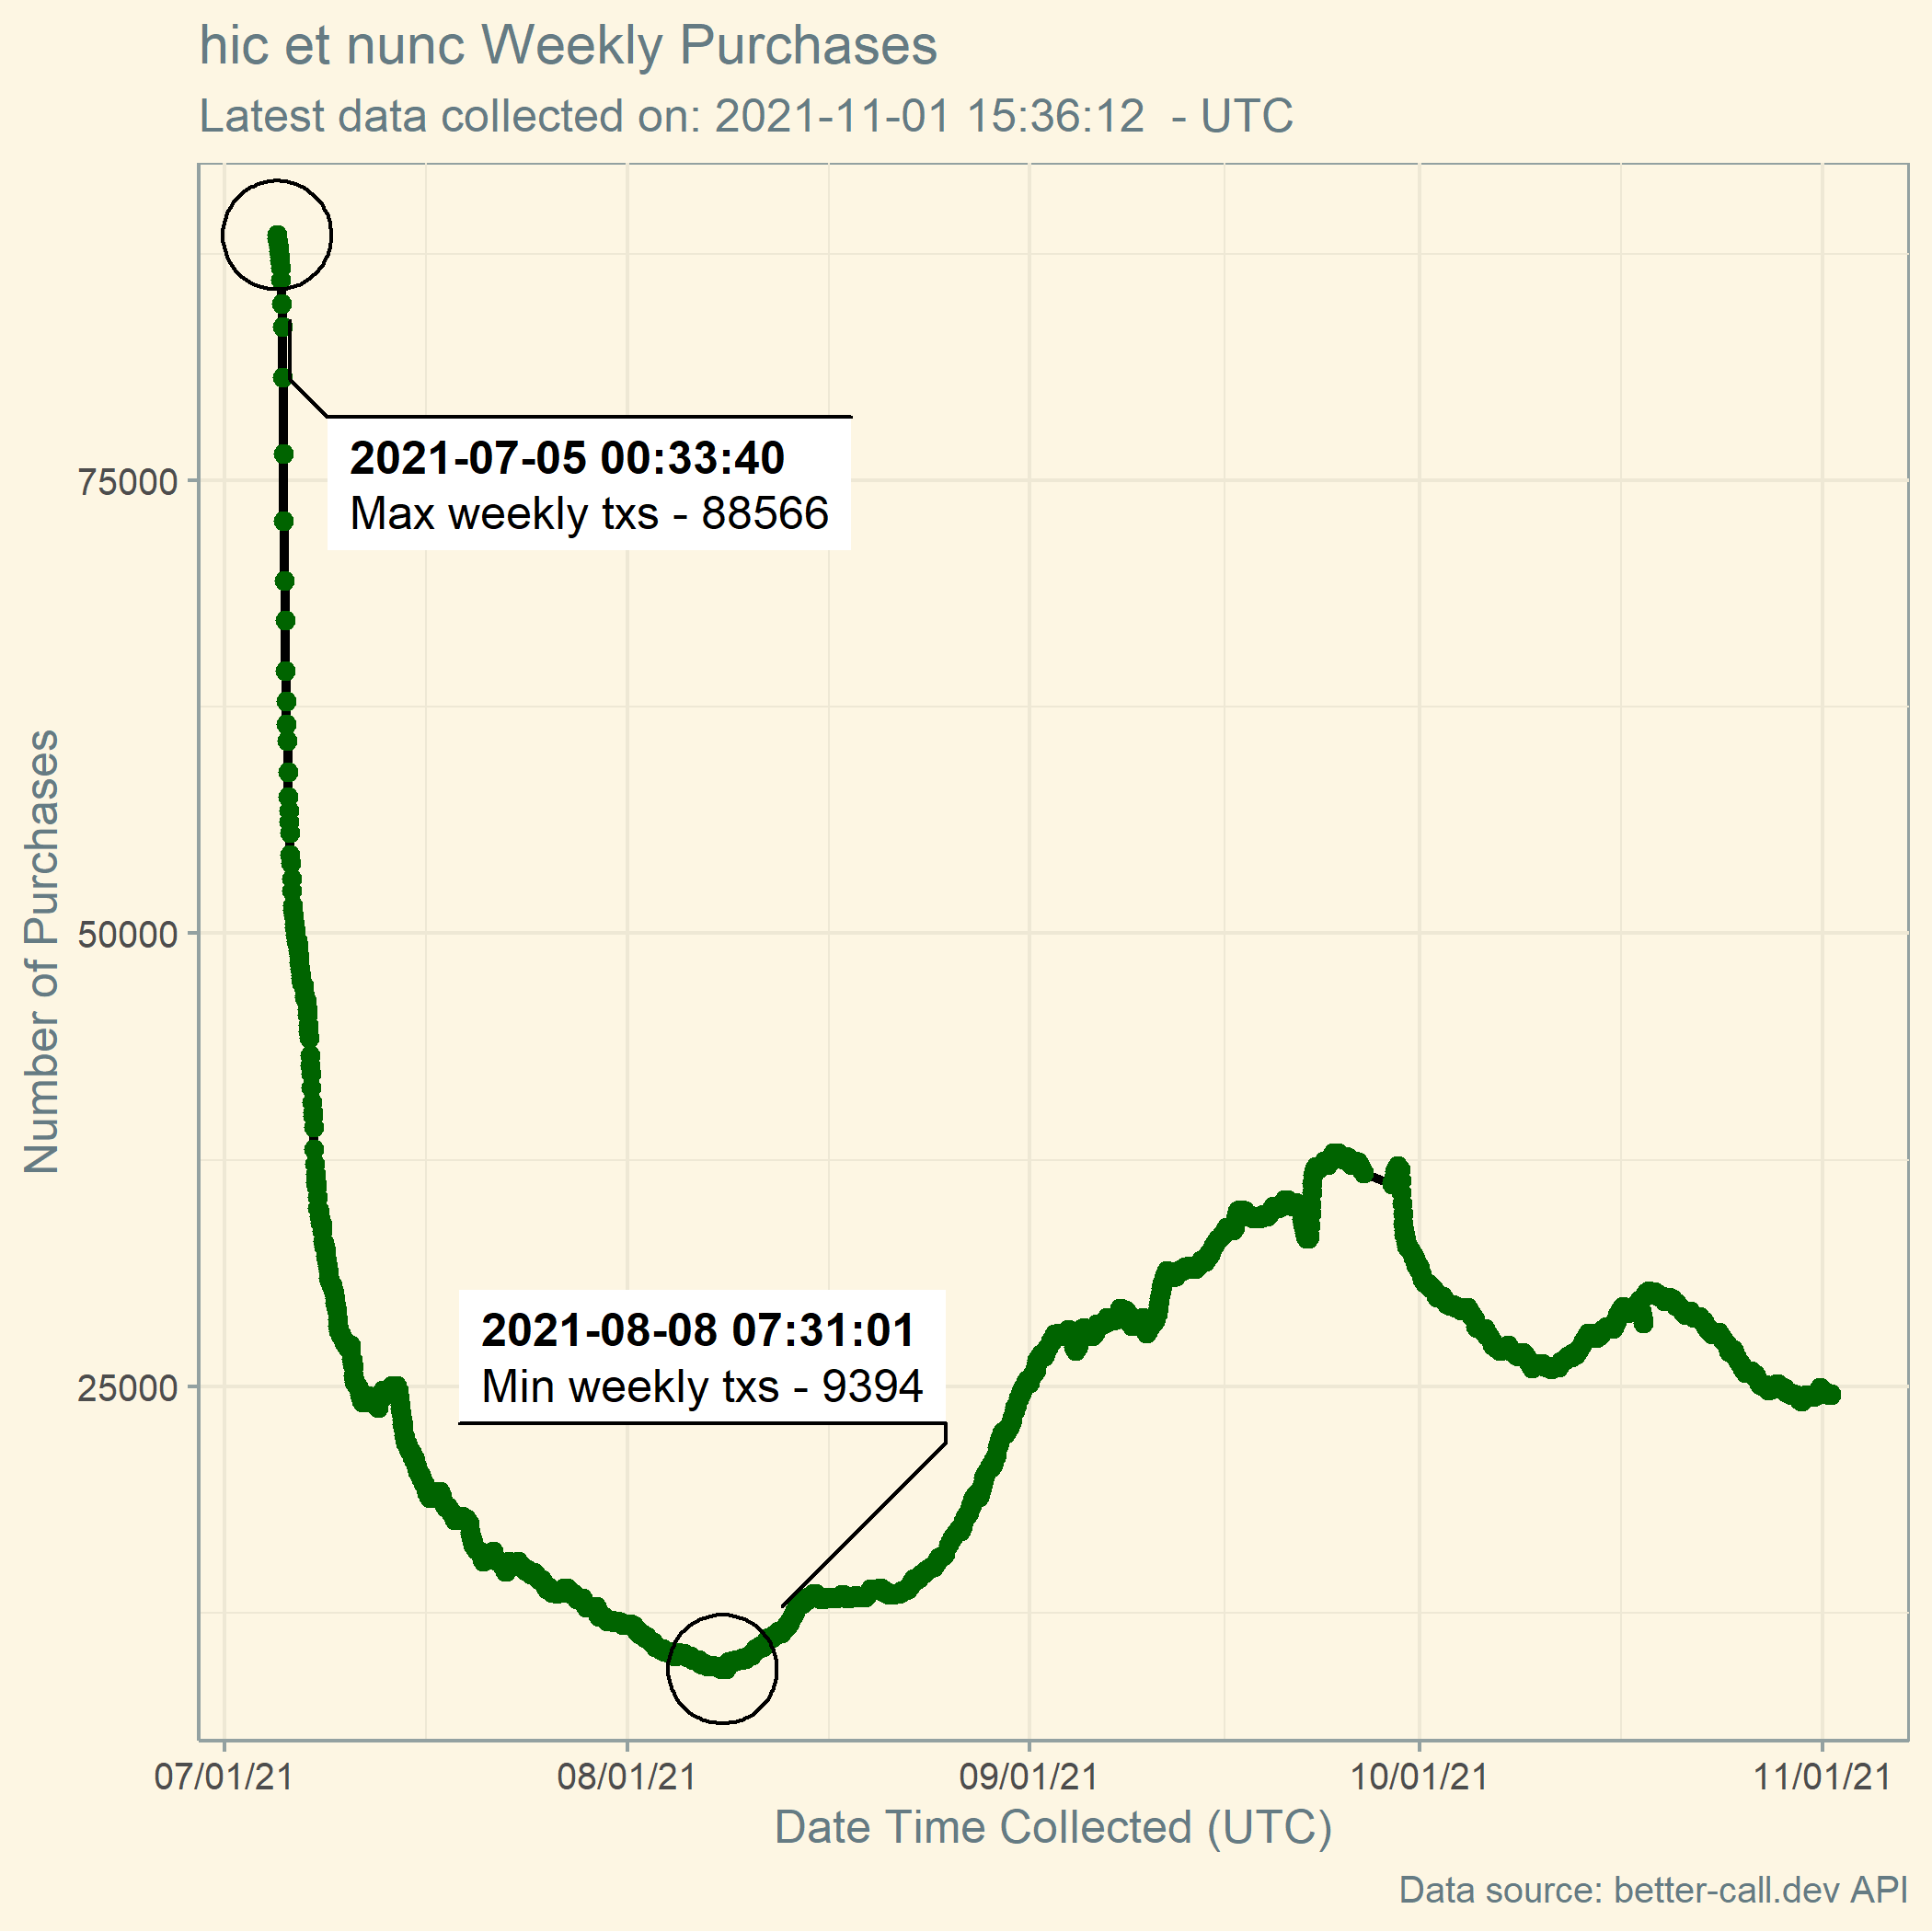 hic et nunc Weekly Purchases
Latest data collected on: 2021-11-01 15:36:12  - UTC
2021-07-05 00:33:40
Max weekly txs - 88566
75000
50000
25000
Number of Purchases
2021-08-08 07:31:01
Min weekly txs - 9394
07/01/21 08/01/21 09/01/21 10/01/21 11/01/21
Date Time Collected (UTC)
Data source: better-call.dev API